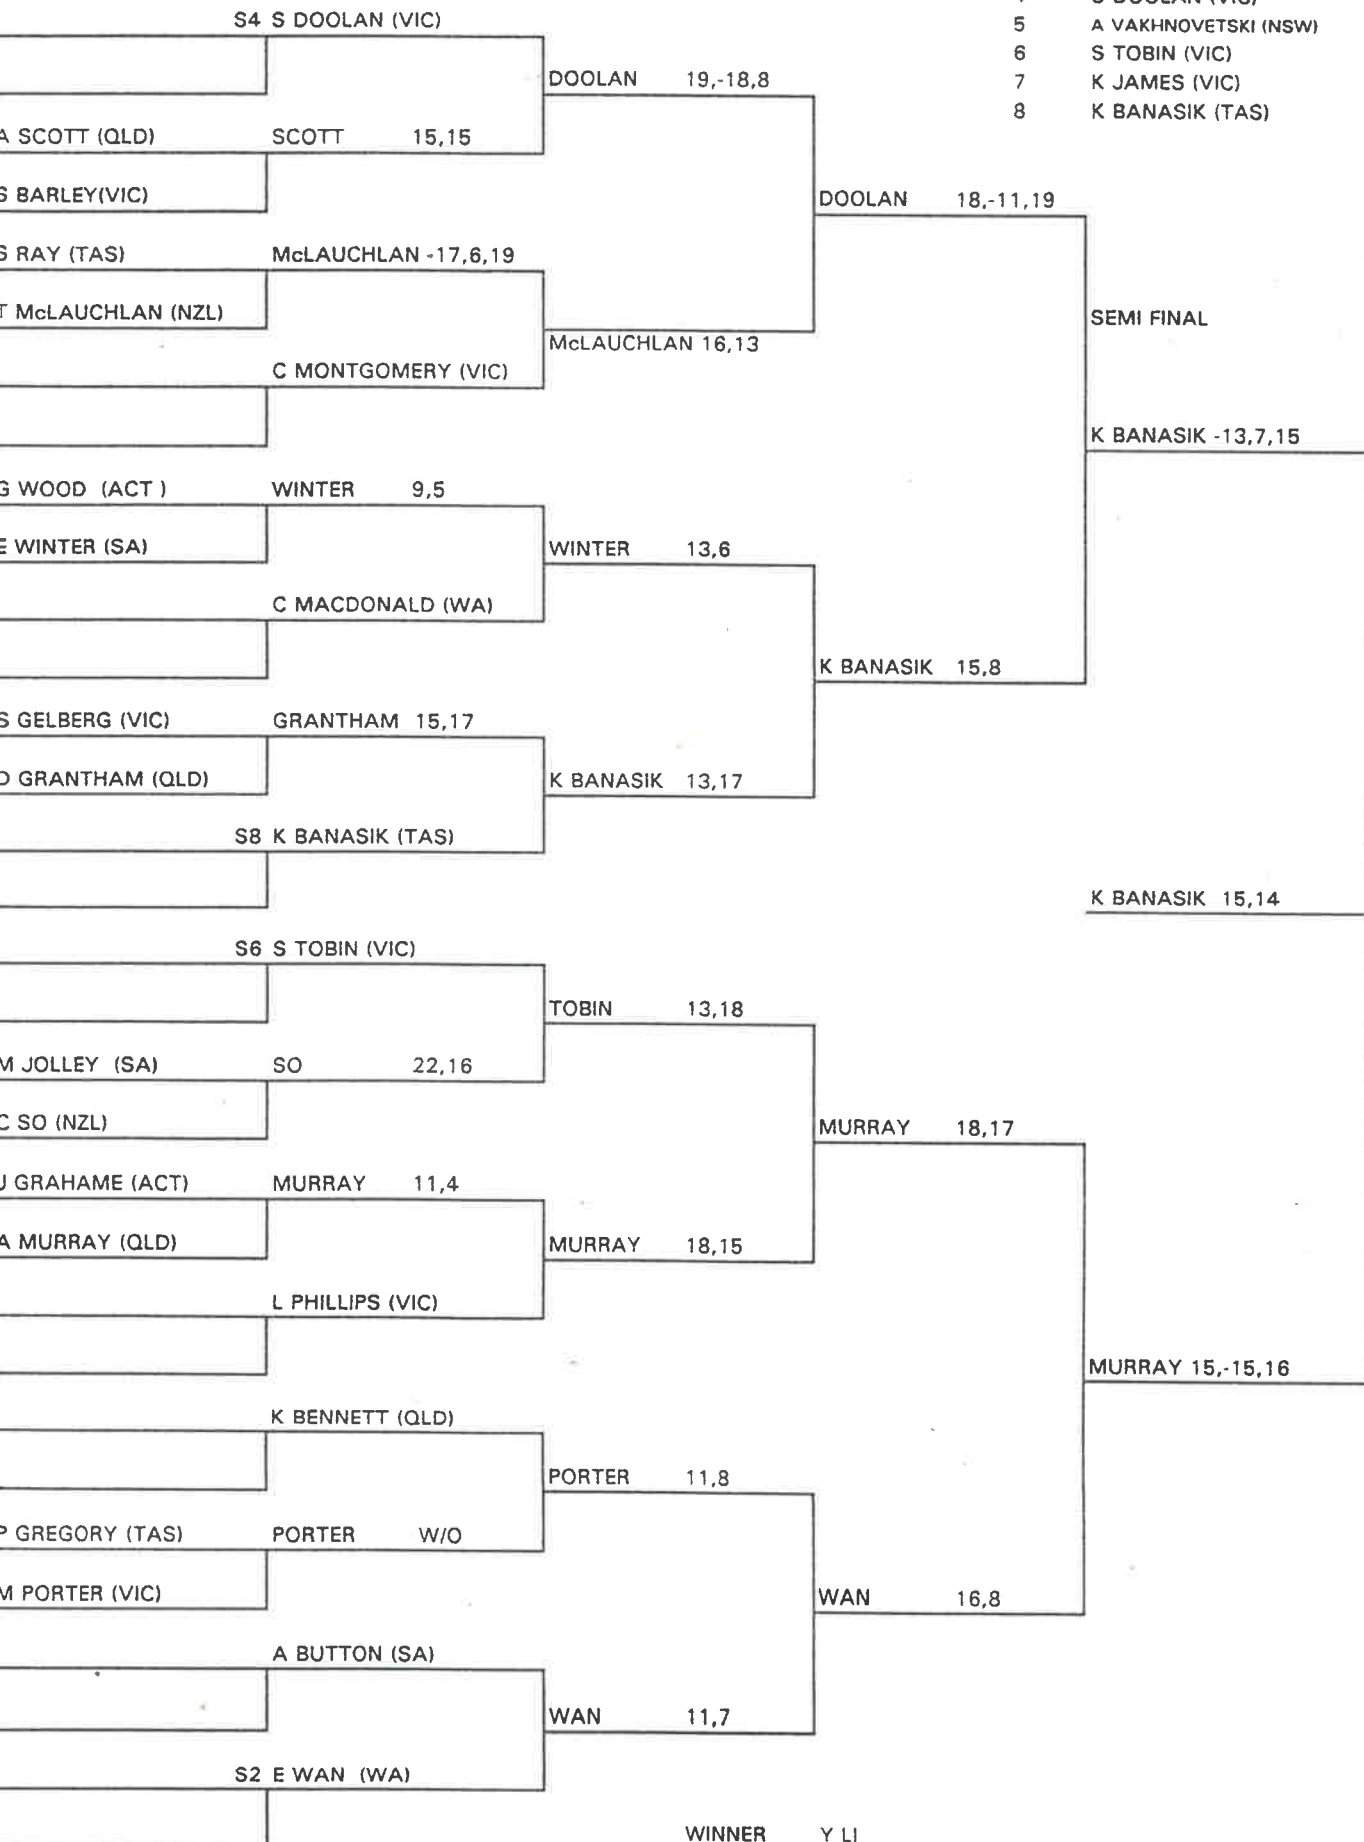 S4 S DOOLAN (VIC)
5 A VAKHNOVETSKI (NSW)
6 S TOBIN (VIC)
DOOLAN 19,-18,8
7 K JAMES (VIC)
8 K BANASIK (TAS)
A SCOTT (QLD) SCOTT 15,15
S BARLEY(VIC)
DOOLAN 18,-11,19
S RAY (TAS) McLAUCHLAN -17,6,19
T McLAUCHLAN (NZL)
SEMI FINAL
McLAUCHLAN 16,13
C MONTGOMERY (VIC)
K BANASIK -13,7,15
G WOOD (ACT ) WINTER 9,5
E WINTER (SA)
WINTER 13,6
C MACDONALD (WA)
K BANASIK 15,8
S GELBERG (VIC) GRANTHAM 15,17
D GRANTHAM (QLD)
K BANASIK 13,17
S8 K BANASIK (TAS)
K BANASIK 15,14
S6 S TOBIN (VIC)
TOBIN 13,18
M JOLLEY (SA) SO 22,16
C SO (NZL)
MURRAY 18,17
J GRAHAME (ACT) MURRAY 11,4
A MURRAY (QLD)
MURRAY 18,15
L PHILLIPS (VIC)
MURRAY 15,-15,16
K BENNETT (QLD)
PORTER 11,8
P GREGORY (TAS) PORTER W/O
M PORTER (VIC)
WAN 16,8
A BUTTON (SA)
WAN 11,7
S2 E WAN (WA)
WINNER Y LI